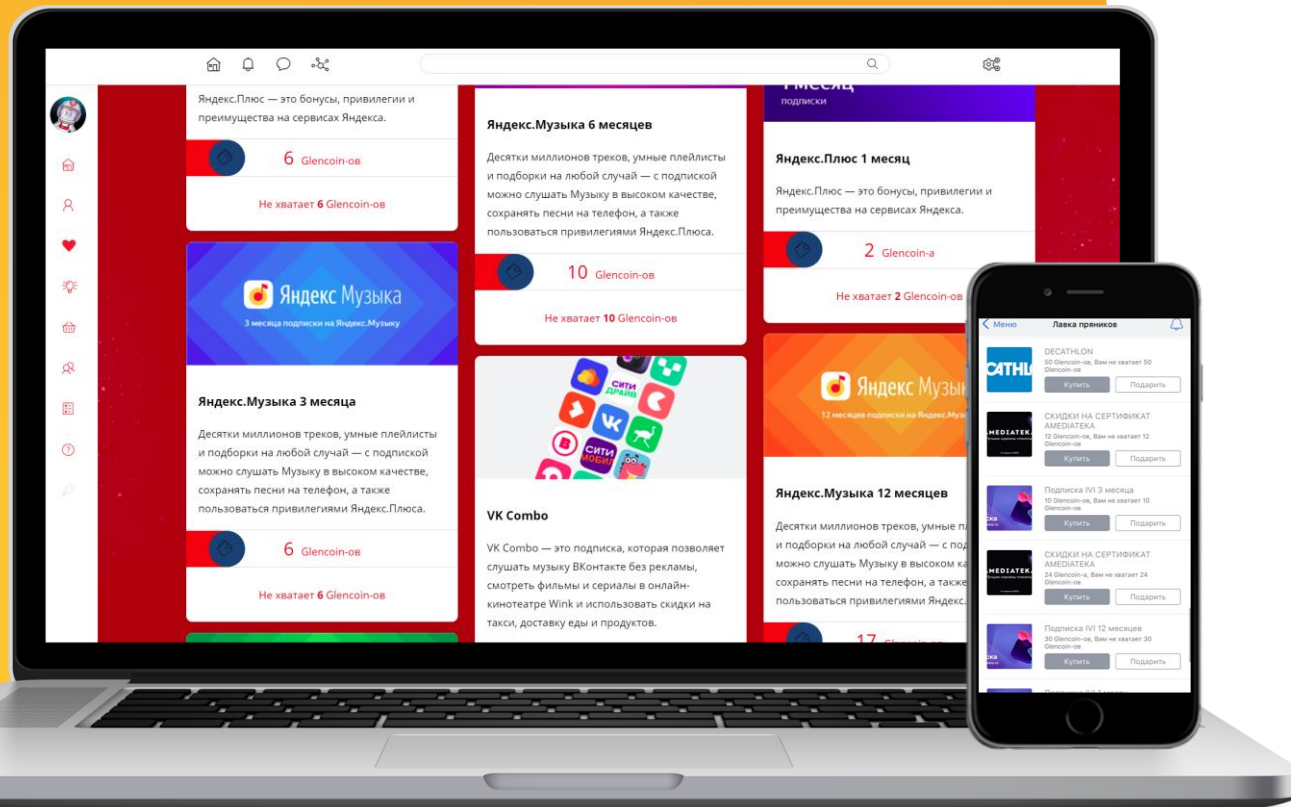 Яндекс.Плюс — это бонусы, привилегии и
преимущества на сервисах Яндекса.
6 Glencoin-ов
Не хватает 6 Glencoin-ов
Яндекс Музыка
3 месяца подписки на Яндекс.Музыку
Яндекс.Музыка 3 месяца
Десятки миллионов треков, умные плейлисты
и подборки на любой случай — с подпиской
можно слушать Музыку в высоком качестве,
сохранять песни на телефон, а также
пользоваться привилегиями Яндекс.Плюса.
6 Glencoin-ов
Не хватает 6 Glencoin-ов
Яндекс.Музыка 6 месяцев
Десятки миллионов треков, умные плейлисты
и подборки на любой случай — с подпиской
можно слушать Музыку в высоком качестве,
сохранять песни на телефон, а также
пользоваться привилегиями Яндекс.Плюса.
10 Glencoin-ов
Не хватает 10 Glencoin-ов
СИТИ
ДРАЙВ
СИТИ
МОБИЛ
VK Combo
VK Combo — это подписка, которая позволяет
слушать музыку ВКонтакте без рекламы,
смотреть фильмы и сериалы в онлайн-
кинотеатре Wink и использовать скидки на
такси, доставку еды и продуктов.
1 месяц
подписки
Яндекс.Плюс 1 месяц
Яндекс.Плюс — это бонусы, привилегии и
преимущества на сервисах Яндекса.
2 Glencoin-а
Не хватает 2 Glencoin-ов
Яндекс Музык
12 месяцев подписки на Яндекс.Муз
Яндекс.Музыка 12 месяцев
Десятки миллионов треков, умные п
и подборки на любой случай — с под
можно слушать Музыку в высоком ка
сохранять песни на телефон, а также
пользоваться привилегиями Яндекс.
17 Glencoin-ов
Меню
Лавка пряников
CATHL
DECATHLON
50 Glencoin-ов, Вам не хватает 50
Glencoin-ов
Купить Подарить
AMEDIATEK
СКИДКИ НА СЕРТИФИКАТ
AMEDIATEKA
12 Glencoin-ов, Вам не хватает 12
Glencoin-ов
Купить Подарить
Подписка IVI 3 месяца
10 Glencoin-ов, Вам не хватает 10
Glencoin-ов
Купить Подарить
AMEDIATEK
СКИДКИ НА СЕРТИФИКАТ
AMEDIATEKA
24 Glencoin-а, Вам не хватает 24
Glencoin-ов
Купить Подарить
Подписка IVI 12 месяцев
30 Glencoin-ов, Вам не хватает 30
Glencoin-ов
Купить Подарить